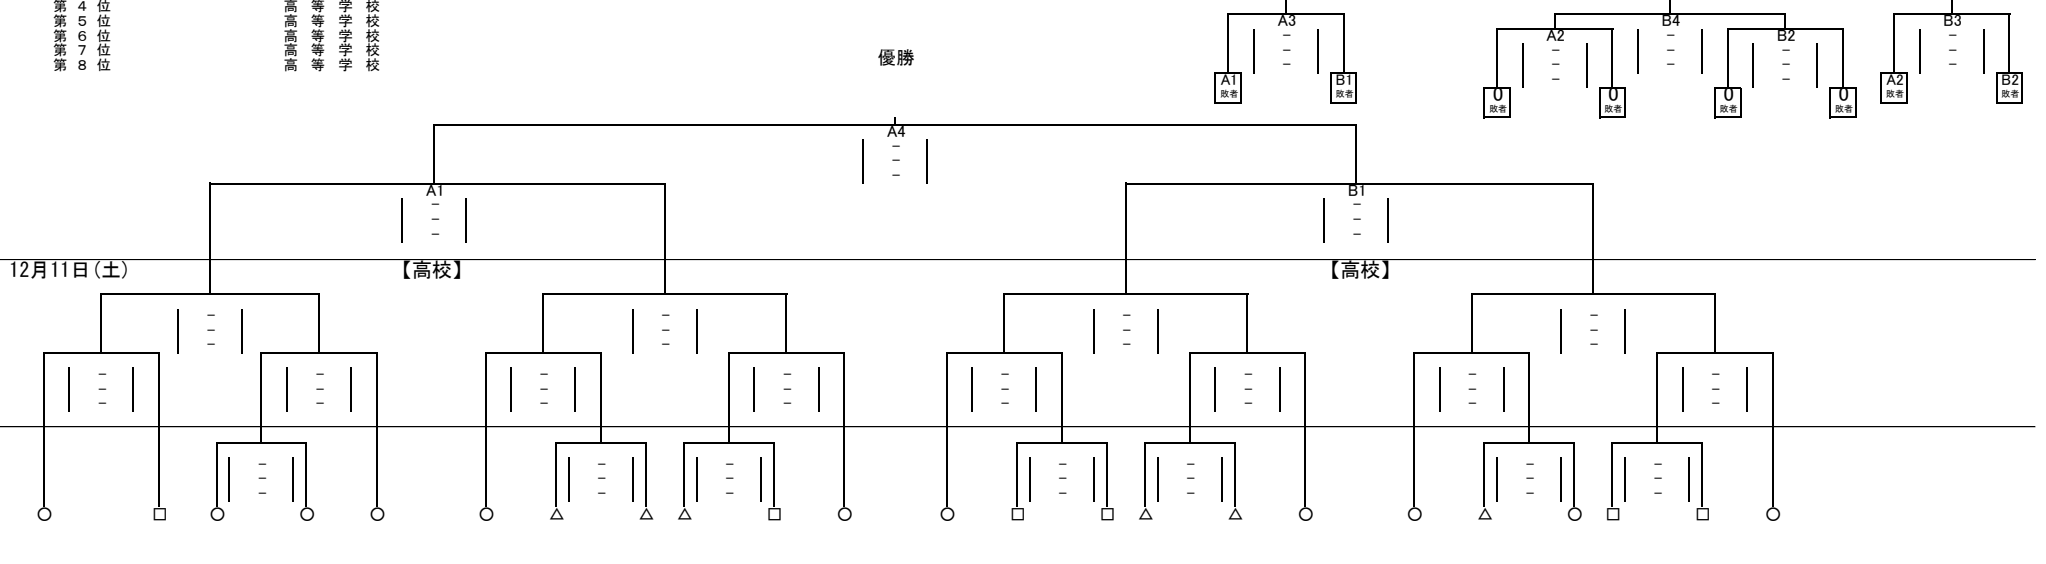 第 4 位 高 等 学 校
第 5 位 高 等 学 校
第 6 位 高 等 学 校
第 7 位 高 等 学 校
第 8 位 高 等 学 校
優勝
A3
B4
B3
A2
B2
A1
敗者
B1
敗者
0
敗者
0
敗者
0
敗者
0
敗者
A2
敗者
B2
敗者
A4
A1
B1
12月11日(土)
【高校】
【高校】